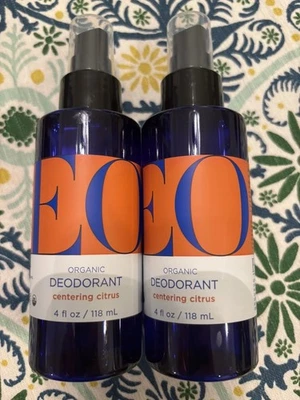 EO
ORGANIC
DEODORANT
centering citrus
4 fl oz / 118 mL
EO
ORGANIC
DEODORANT
centering citrus
4 fl oz / 118 mL